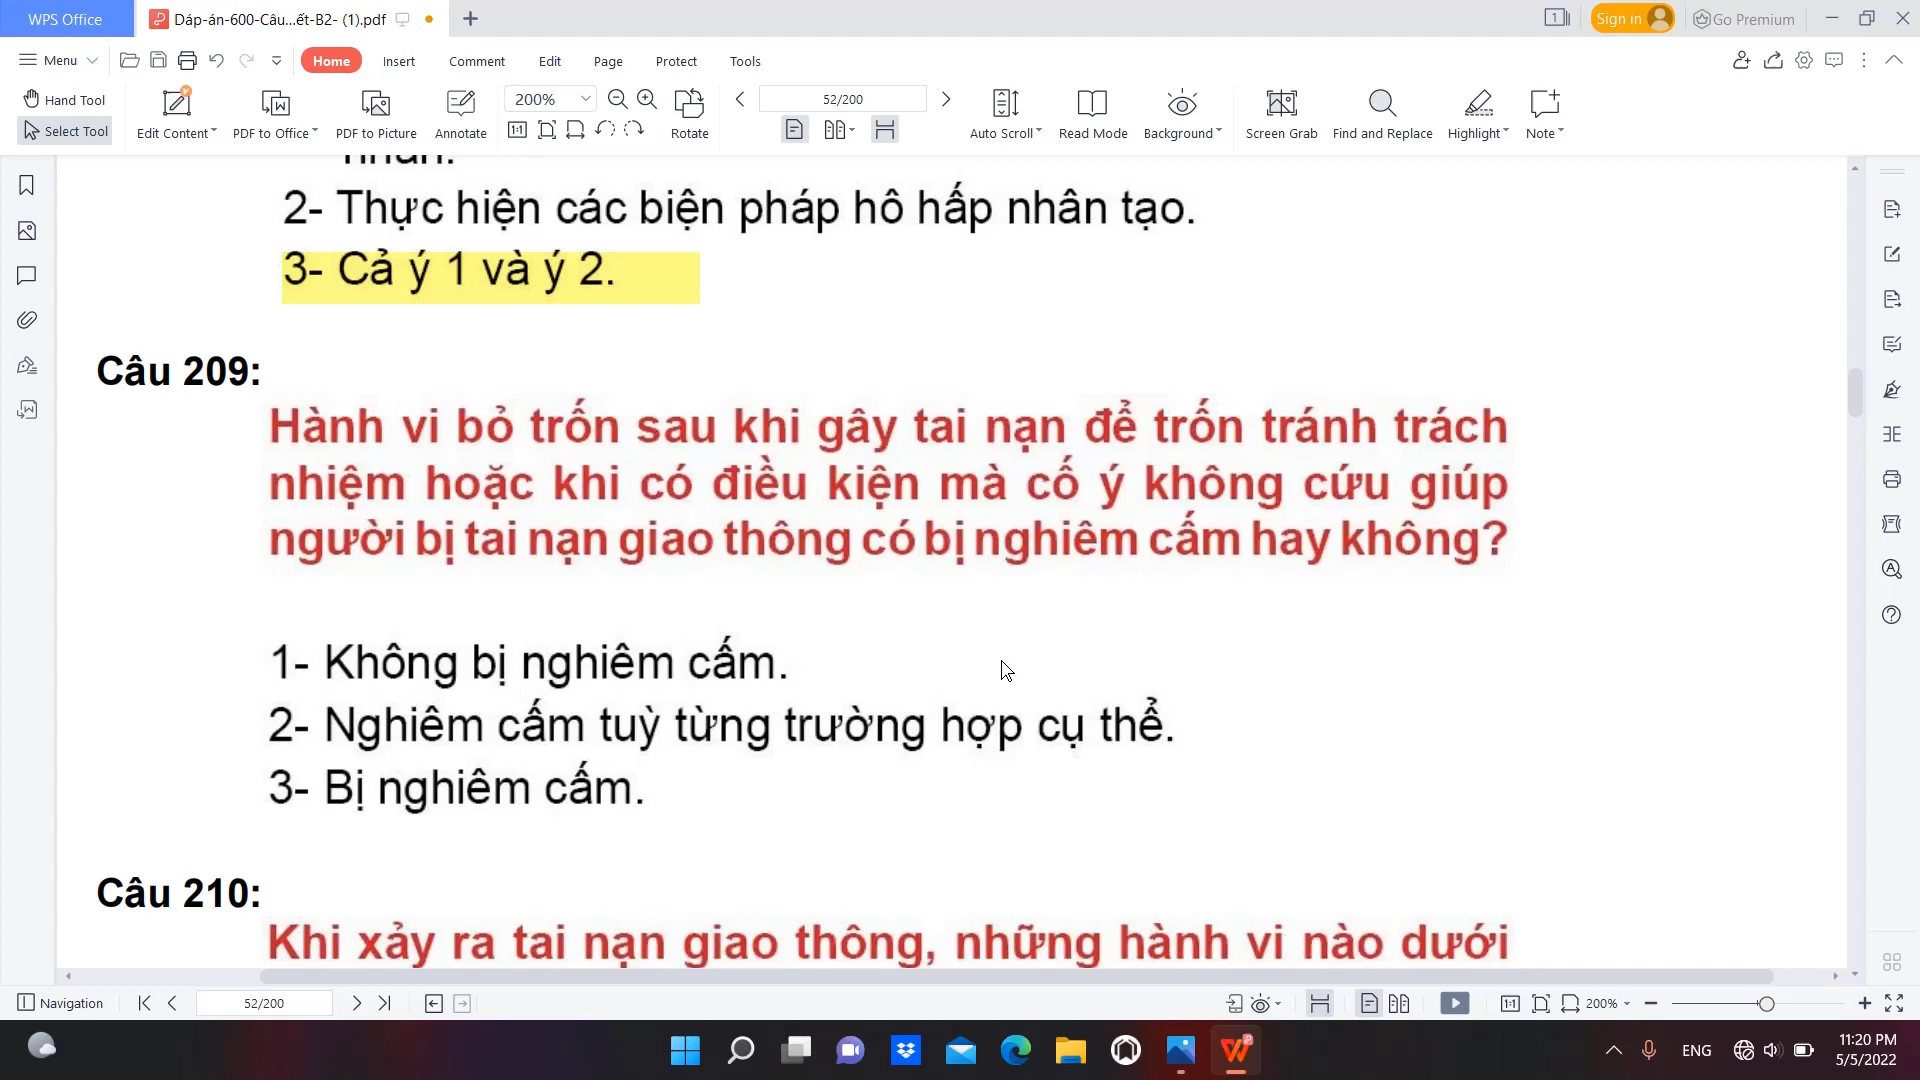 WPS Office
Dáp-án-600-Câu...ết-B2- (1).pdf
1
Sign in
Go Premium
Menu
Home
Insert
Comment
Edit
Page
Protect
Tools
Hand Tool
Select Tool
Edit Content
PDF to Office
PDF to Picture
Annotate
200%
Rotate
52/200
Auto Scroll
Read Mode
Background
Screen Grab
Find and Replace
Highlight
Note
2- Thực hiện các biện pháp hô hấp nhân tạo.
3- Cả ý 1 và ý 2.
Câu 209:
Hành vi bỏ trốn sau khi gây tai nạn để trốn tránh trách
nhiệm hoặc khi có điều kiện mà cố ý không cứu giúp
người bị tai nạn giao thông có bị nghiêm cấm hay không?
1- Không bị nghiêm cấm.
2- Nghiêm cấm tuỳ từng trường hợp cụ thể.
3- Bị nghiêm cấm.
Câu 210:
Khi xảy ra tai nạn giao thông, những hành vi nào dưới
Navigation
52/200
200%
ENG
11:20 PM
5/5/2022